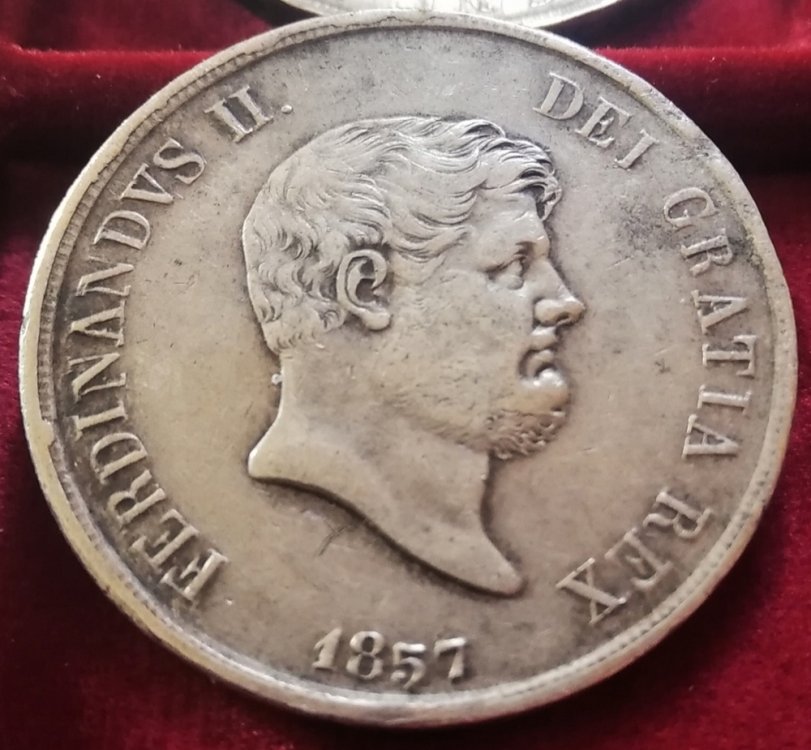 FERDINANDVS II.
DEI GRATIA REX
1857